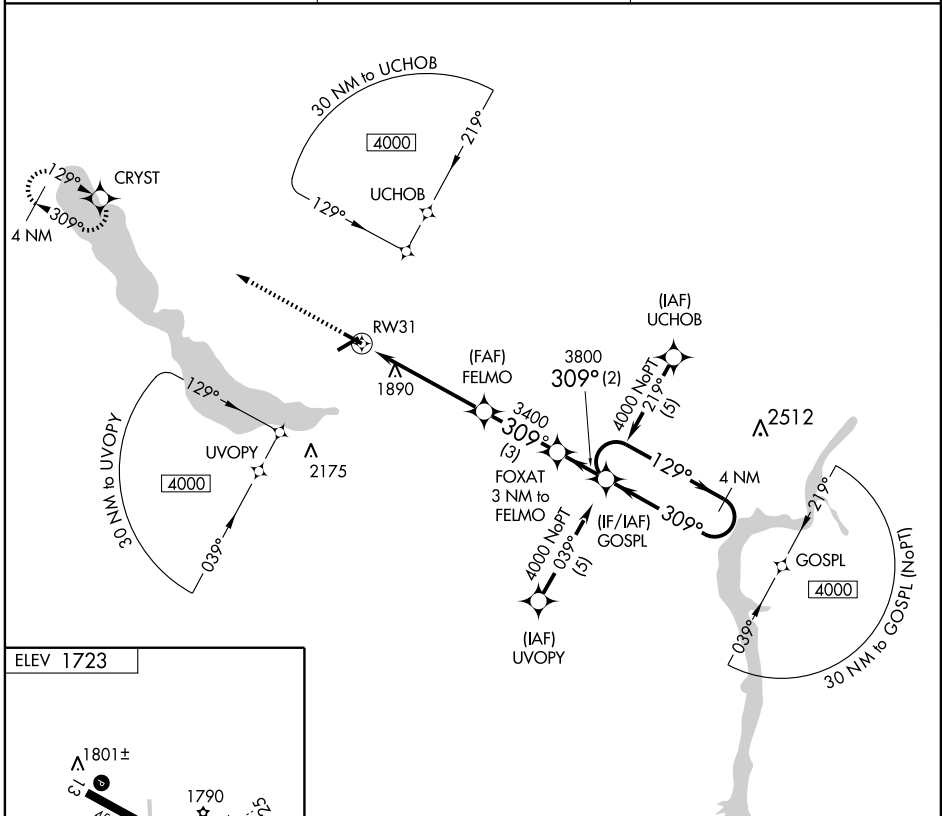 30 NM to UCHOB
4000
219°
UCHOB
129°
129°
CRYST
309°
4 NM
RW31
(IAF)
UCHOB
(FAF)
FELMO
3800
309° (2)
1890
4000 NoPT
219°
(5)
2512
3400
309°
(3)
129°
4 NM
129°
UVOPY
2175
30 NM to UVOPY
4000
039°
FOXAT
3 NM to
FELMO
309°
(IF/IAF)
GOSPL
4000 NoPT
039°
(5)
219°
GOSPL
4000
039°
30 NM to GOSPL (NoPT)
(IAF)
UVOPY
ELEV 1723
1801±
P
13
1790
25